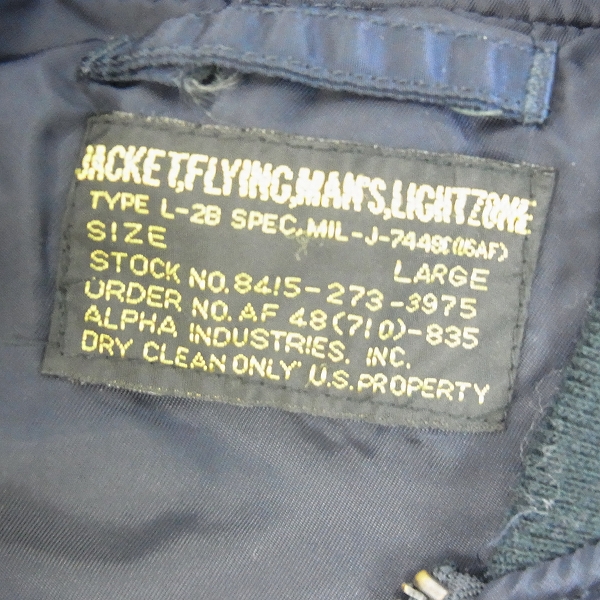 JACKET,FLYING,MAN'S,LIGHTZONE
TYPE L-2B SPEC.MIL-J-7448C(USAF)
SIZE LARGE
STOCK NO.8415-273-3975
ORDER NO.AF 48(710)-835
ALPHA INDUSTRIES. INC.
DRY CLEAN ONLY U.S.PROPERTY